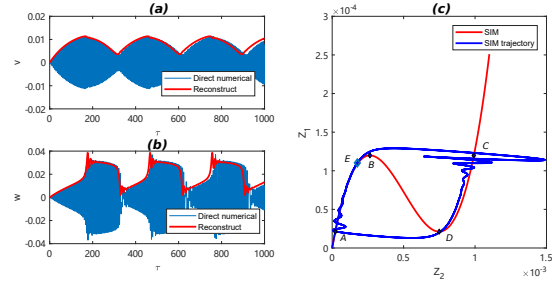 (a)
0.02
0.01
0
-0.01
-0.02
v
Direct numerical
Reconstruct
0 200 400 600 800 1000
τ
(b)
0.04
0.02
0
-0.02
-0.04
w
Direct numerical
Reconstruct
0 200 400 600 800 1000
τ
(c)
×10⁻⁴
3
2.5
2
1.5
1
0.5
0
Z₁
SIM
SIM trajectory
E
B
C
A
D
0 0.5 1 1.5
Z₂
×10⁻³